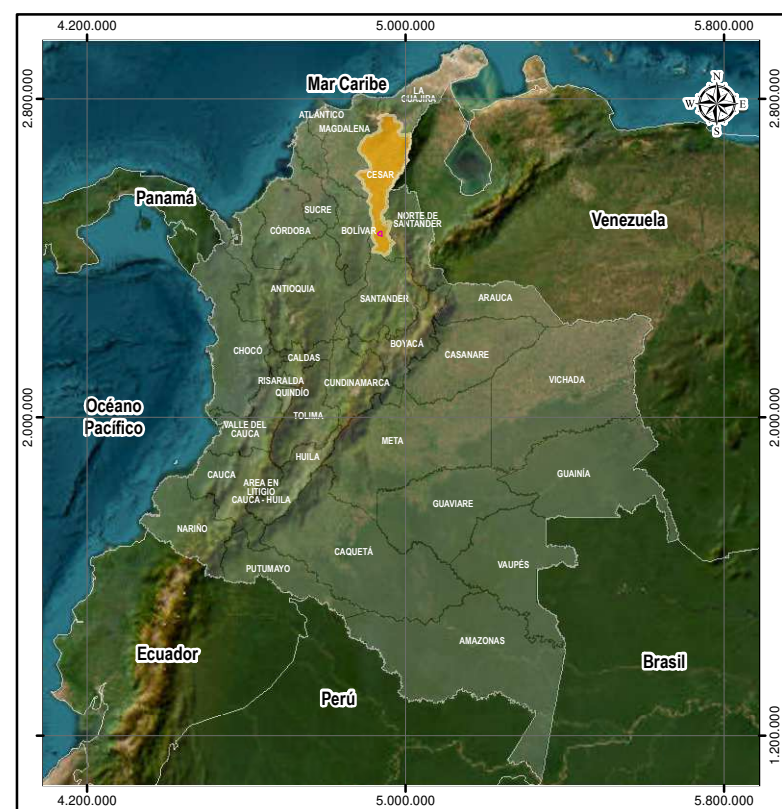 4.200.000
5.000.000
5.800.000
2.800.000
2.800.000
Mar Caribe
N
W
E
S
LA
GUAJIRA
ATLÁNTICO
MAGDALENA
CESAR
Panamá
SUCRE
NORTE DE
SANTANDER
BOLÍVAR
CÓRDOBA
Venezuela
ANTIOQUIA
SANTANDER
ARAUCA
BOYACÁ
CHOCÓ
CALDAS
CASANARE
RISARALDA
CUNDINAMARCA
VICHADA
QUINDÍO
Océano
Pacífico
TOLIMA
2.000.000
2.000.000
VALLE DEL
CAUCA
META
HUILA
CAUCA
AREA EN
LITIGIO
CAUCA - HUILA
GUAINÍA
GUAVIARE
NARIÑO
CAQUETÁ
PUTUMAYO
VAUPÉS
AMAZONAS
Ecuador
Brasil
Perú
1.200.000
1.200.000
4.200.000
5.000.000
5.800.000